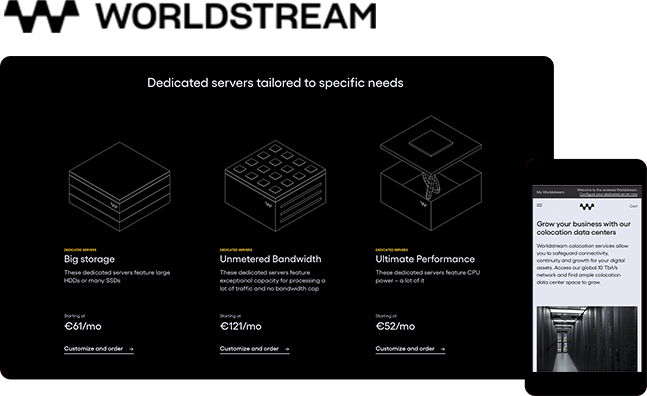 WORLDSTREAM
Dedicated servers tailored to specific needs
DEDICATED SERVERS
Big storage
These dedicated servers feature large
HDDs or many SSDs
Starting at
€61/mo
Customize and order →
DEDICATED SERVERS
Unmetered Bandwidth
These dedicated servers feature
exceptional capacity for processing a
lot of traffic and no bandwidth cap
Starting at
€121/mo
Customize and order →
DEDICATED SERVERS
Ultimate Performance
These dedicated servers feature CPU
power – a lot of it
Starting at
€52/mo
Customize and order →
My Worldstream
Welcome to the renewed Worldstream.
Configure your dedicated server now
Cart
Grow your business with our
colocation data centers
Worldstream colocation services allow
you to safeguard connectivity,
continuity and growth for your digital
assets. Access our global 10 Tbit/s
network and find ample colocation
data center space to grow.